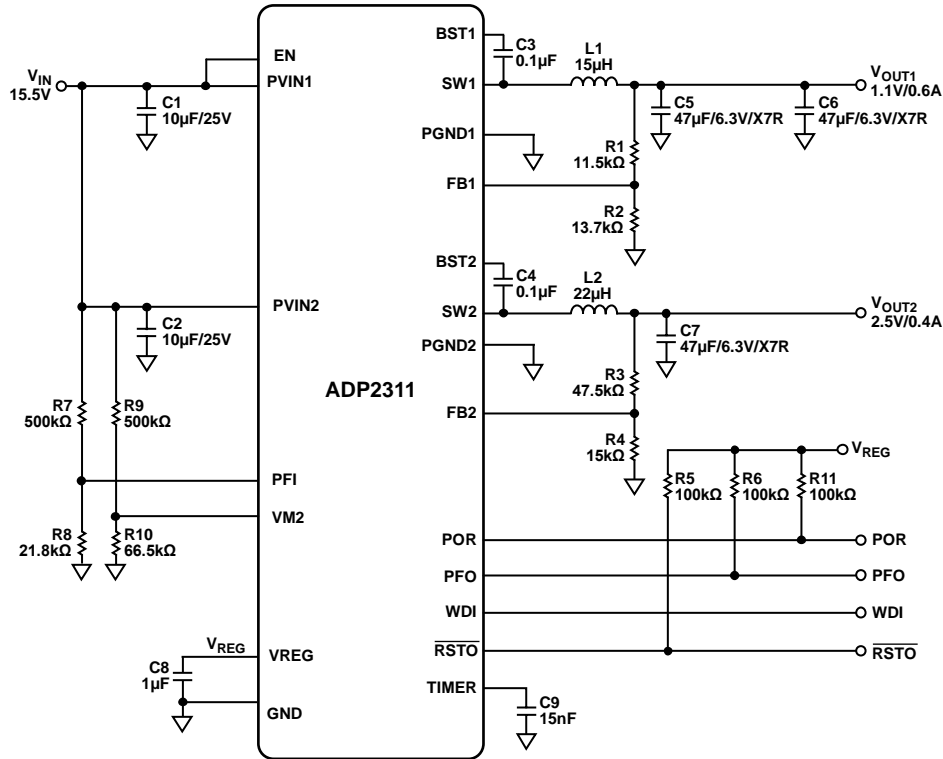 V_IN
15.5V
C1
10µF/25V
C2
10µF/25V
R7
500kΩ
R9
500kΩ
R8
21.8kΩ
R10
66.5kΩ
V_REG
C8
1µF
EN
PVIN1
PVIN2
PFI
VM2
VREG
GND
ADP2311
BST1
SW1
PGND1
FB1
BST2
SW2
PGND2
FB2
POR
PFO
WDI
RSTO
TIMER
C3
0.1µF
L1
15µH
C5
47µF/6.3V/X7R
C6
47µF/6.3V/X7R
V_OUT1
1.1V/0.6A
R1
11.5kΩ
R2
13.7kΩ
C4
0.1µF
L2
22µH
C7
47µF/6.3V/X7R
V_OUT2
2.5V/0.4A
R3
47.5kΩ
R4
15kΩ
V_REG
R5
100kΩ
R6
100kΩ
R11
100kΩ
POR
PFO
WDI
RSTO
C9
15nF